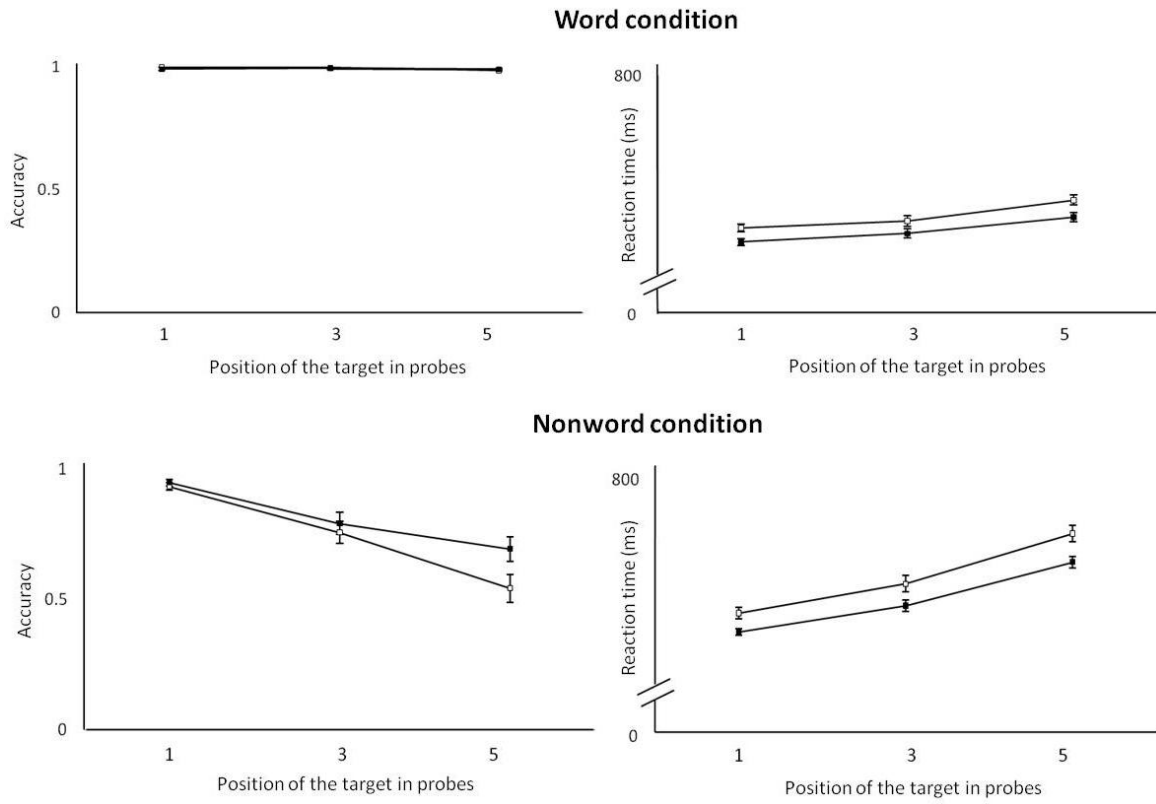 Word condition
1
0.5
0
Accuracy
1 3 5
Position of the target in probes
800
0
Reaction time (ms)
1 3 5
Position of the target in probes
Nonword condition
1
0.5
0
Accuracy
1 3 5
Position of the target in probes
800
0
Reaction time (ms)
1 3 5
Position of the target in probes